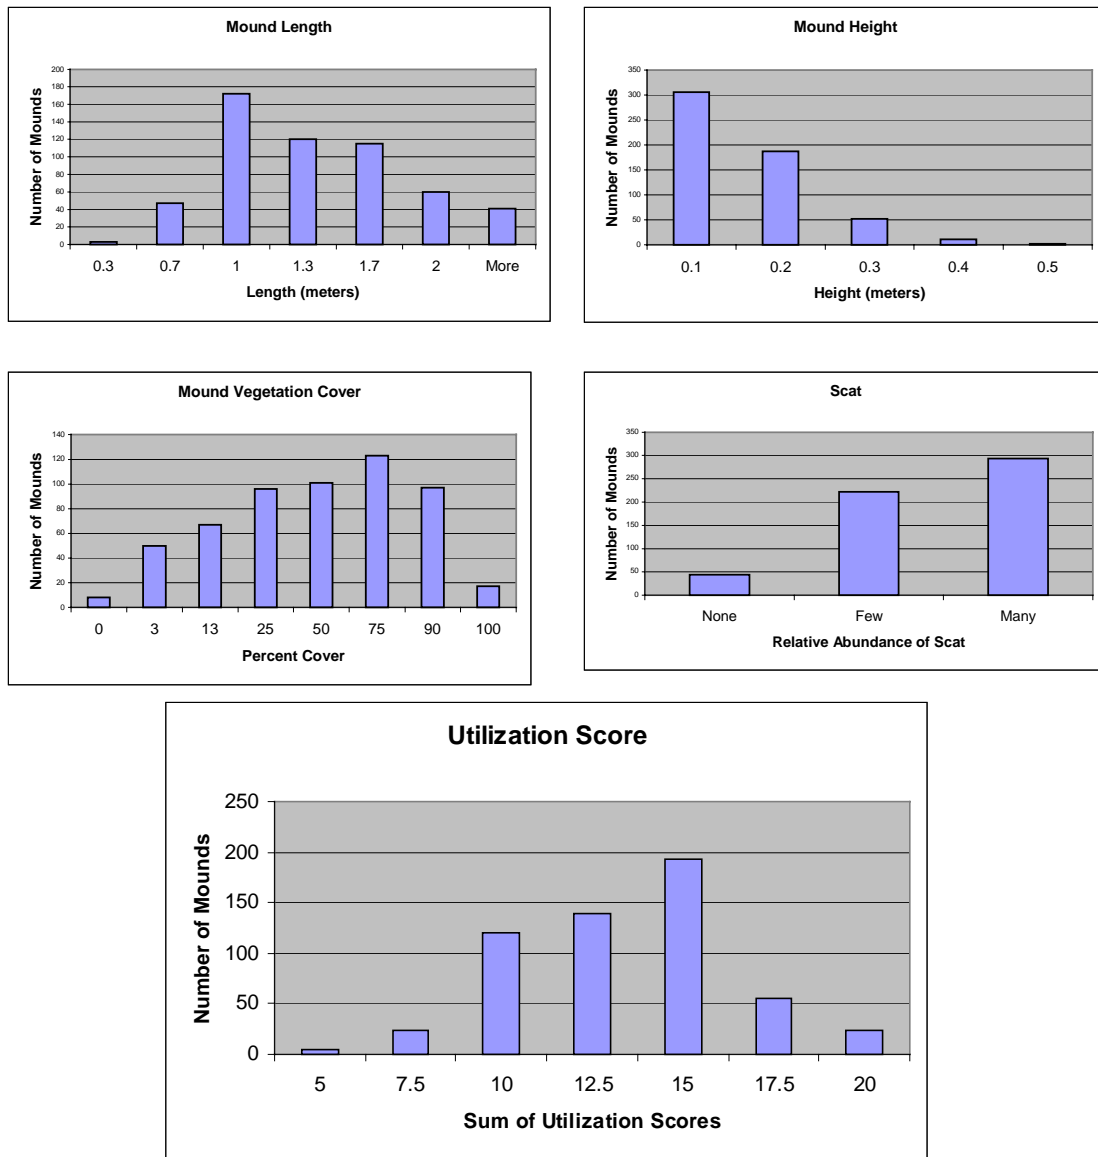 Mound Length
Number of Mounds
200
180
160
140
120
100
80
60
40
20
0
0.3 0.7 1 1.3 1.7 2 More
Length (meters)
Mound Height
Number of Mounds
350
300
250
200
150
100
50
0
0.1 0.2 0.3 0.4 0.5
Height (meters)
Mound Vegetation Cover
Number of Mounds
140
120
100
80
60
40
20
0
0 3 13 25 50 75 90 100
Percent Cover
Scat
Number of Mounds
350
300
250
200
150
100
50
0
None Few Many
Relative Abundance of Scat
Utilization Score
Number of Mounds
250
200
150
100
50
0
5 7.5 10 12.5 15 17.5 20
Sum of Utilization Scores